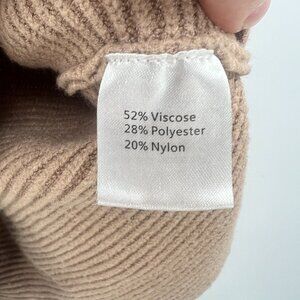 52% Viscose
28% Polyester
20% Nylon